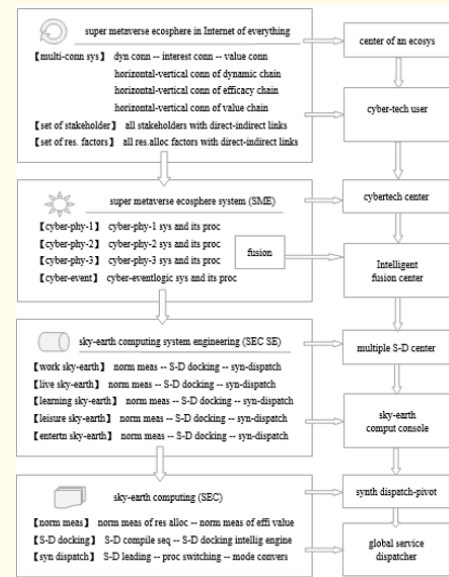 super metaverse ecosphere in Internet of everything
【multi-conn sys】 dyn conn -- interest conn -- value conn
horizontal-vertical conn of dynamic chain
horizontal-vertical conn of efficacy chain
horizontal-vertical conn of value chain
【set of stakeholder】 all stakeholders with direct-indirect links
【set of res. factors】 all res.alloc factors with direct-indirect links
center of an ecosys
cyber-tech user
super metaverse ecosphere system (SME)
【cyber-phy-1】 cyber-phy-1 sys and its proc
【cyber-phy-2】 cyber-phy-2 sys and its proc
【cyber-phy-3】 cyber-phy-3 sys and its proc
【cyber-event】 cyber-eventlogic sys and its proc
fusion
cybertech center
Intelligent
fusion center
sky-earth computing system engineering (SEC SE)
【work sky-earth】 norm meas -- S-D docking -- syn-dispatch
【live sky-earth】 norm meas -- S-D docking -- syn-dispatch
【learning sky-earth】 norm meas -- S-D docking -- syn-dispatch
【leisure sky-earth】 norm meas -- S-D docking -- syn-dispatch
【entertn sky-earth】 norm meas -- S-D docking -- syn-dispatch
multiple S-D center
sky-earth
comput console
sky-earth computing (SEC)
【norm meas】 norm meas of res alloc -- norm meas of effi value
【S-D docking】 S-D compile seq -- S-D docking intellig engine
【syn dispatch】 S-D leading -- proc switching -- mode convers
synth dispatch-pivot
global service
dispatcher